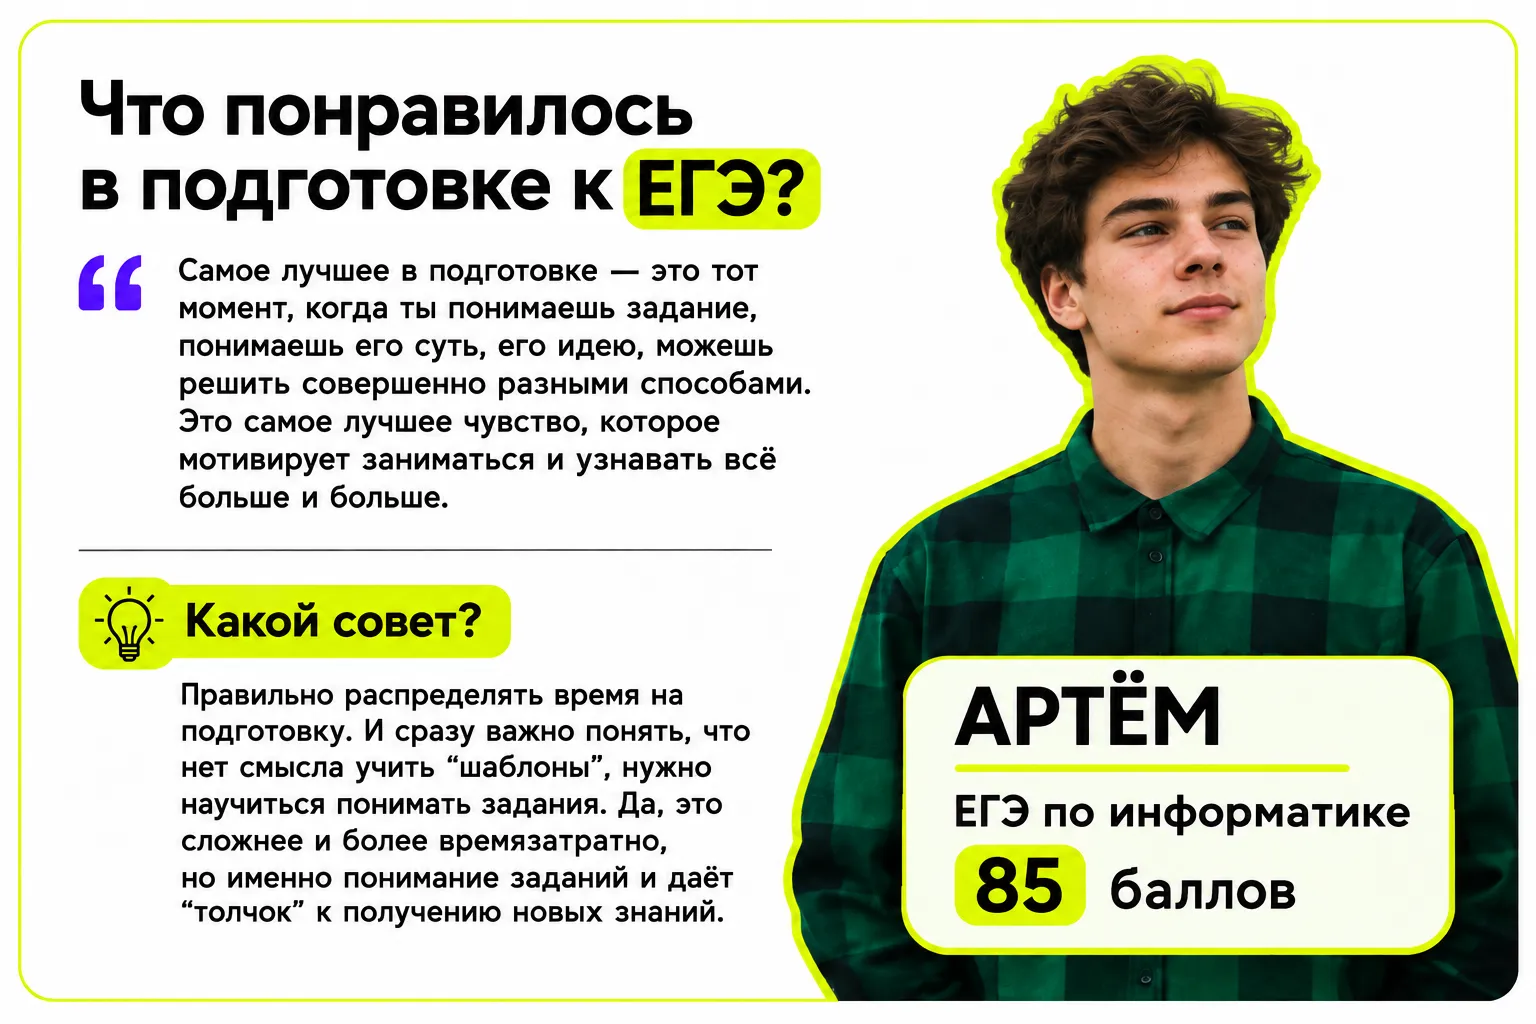 Что понравилось
в подготовке к ЕГЭ?
“
Самое лучшее в подготовке — это тот
момент, когда ты понимаешь задание,
понимаешь его суть, его идею, можешь
решить совершенно разными способами.
Это самое лучшее чувство, которое
мотивирует заниматься и узнавать всё
больше и больше.
Какой совет?
Правильно распределять время на
подготовку. И сразу важно понять, что
нет смысла учить “шаблоны”, нужно
научиться понимать задания. Да, это
сложнее и более времязатратно,
но именно понимание заданий и даёт
“толчок” к получению новых знаний.
АРТЁМ
ЕГЭ по информатике
85 баллов